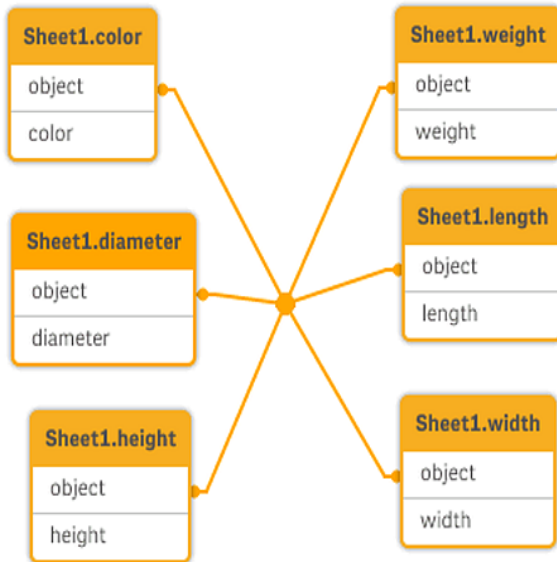 Sheet1.color
object
color
Sheet1.diameter
object
diameter
Sheet1.height
object
height
Sheet1.weight
object
weight
Sheet1.length
object
length
Sheet1.width
object
width